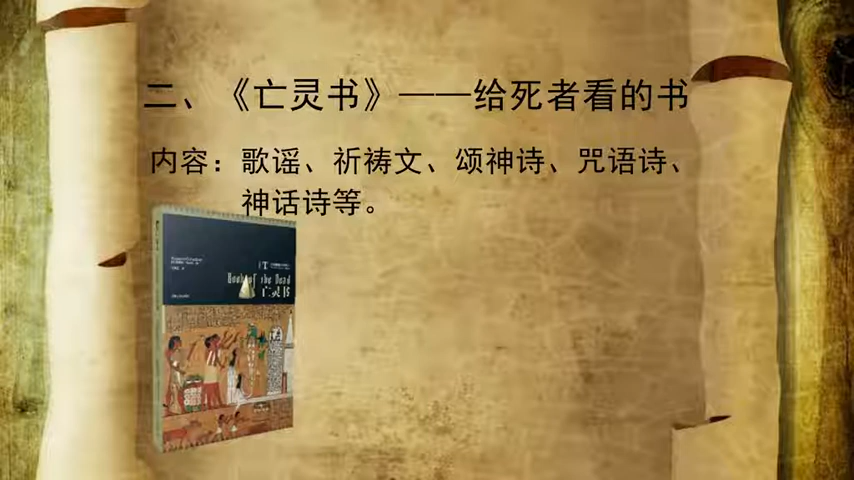 二、《亡灵书》——给死者看的书
内容：歌谣、祈祷文、颂神诗、咒语诗、
神话诗等。
Book of the Dead
亡灵书